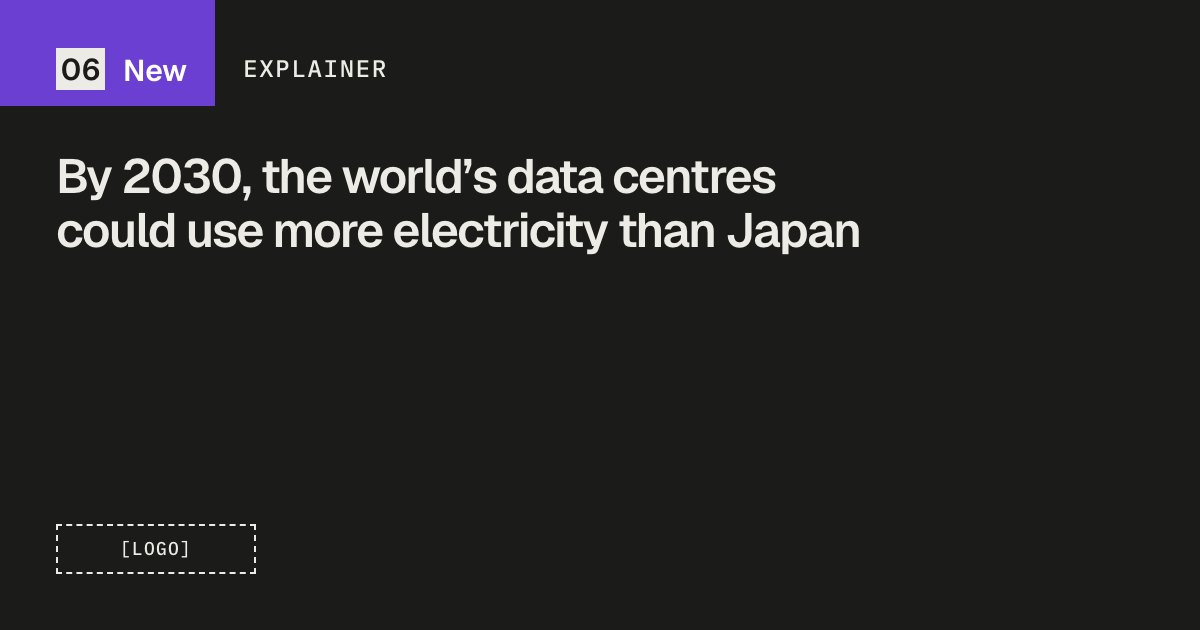 06 New EXPLAINER
By 2030, the world’s data centres
could use more electricity than Japan
[LOGO]